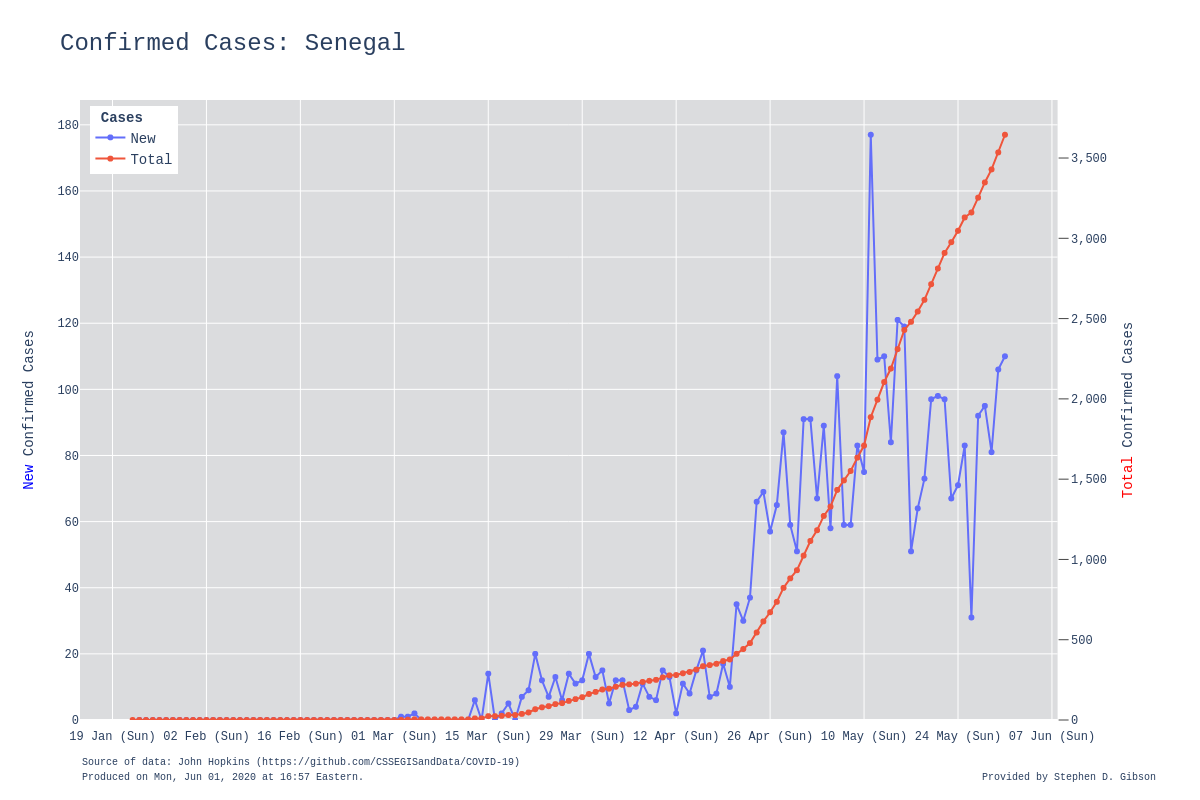 Confirmed Cases: Senegal
Cases
New
Total
180
160
140
120
100
80
60
40
20
0
New Confirmed Cases
3,500
3,000
2,500
2,000
1,500
1,000
500
0
Total Confirmed Cases
19 Jan (Sun) 02 Feb (Sun) 16 Feb (Sun) 01 Mar (Sun) 15 Mar (Sun) 29 Mar (Sun) 12 Apr (Sun) 26 Apr (Sun) 10 May (Sun) 24 May (Sun) 07 Jun (Sun)
Source of data: John Hopkins (https://github.com/CSSEGISandData/COVID-19)
Produced on Mon, Jun 01, 2020 at 16:57 Eastern.
Provided by Stephen D. Gibson